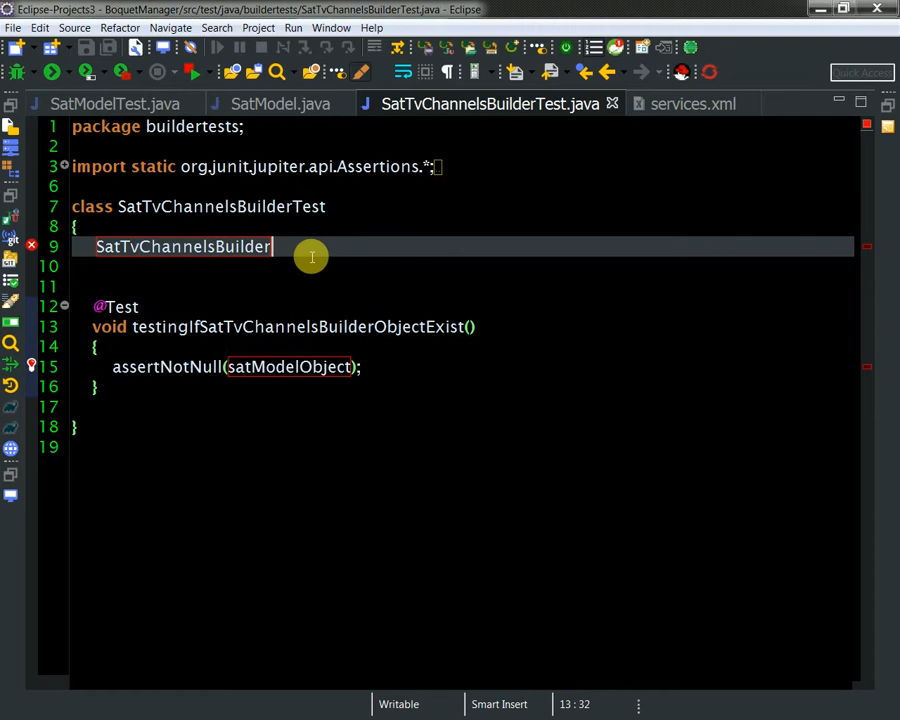 Eclipse-Projects3 - BoquetManager/src/test/java/buildertests/SatTvChannelsBuilderTest.java - Eclipse
File Edit Source Refactor Navigate Search Project Run Window Help
Quick Access
SatModelTest.java SatModel.java SatTvChannelsBuilderTest.java services.xml
1 package buildertests;
2
3 import static org.junit.jupiter.api.Assertions.*;
6
7 class SatTvChannelsBuilderTest
8 {
9 SatTvChannelsBuilder
10
11
12 @Test
13 void testingIfSatTvChannelsBuilderObjectExist()
14 {
15 assertNotNull(satModelObject);
16 }
17
18 }
19
Writable Smart Insert 13 : 32